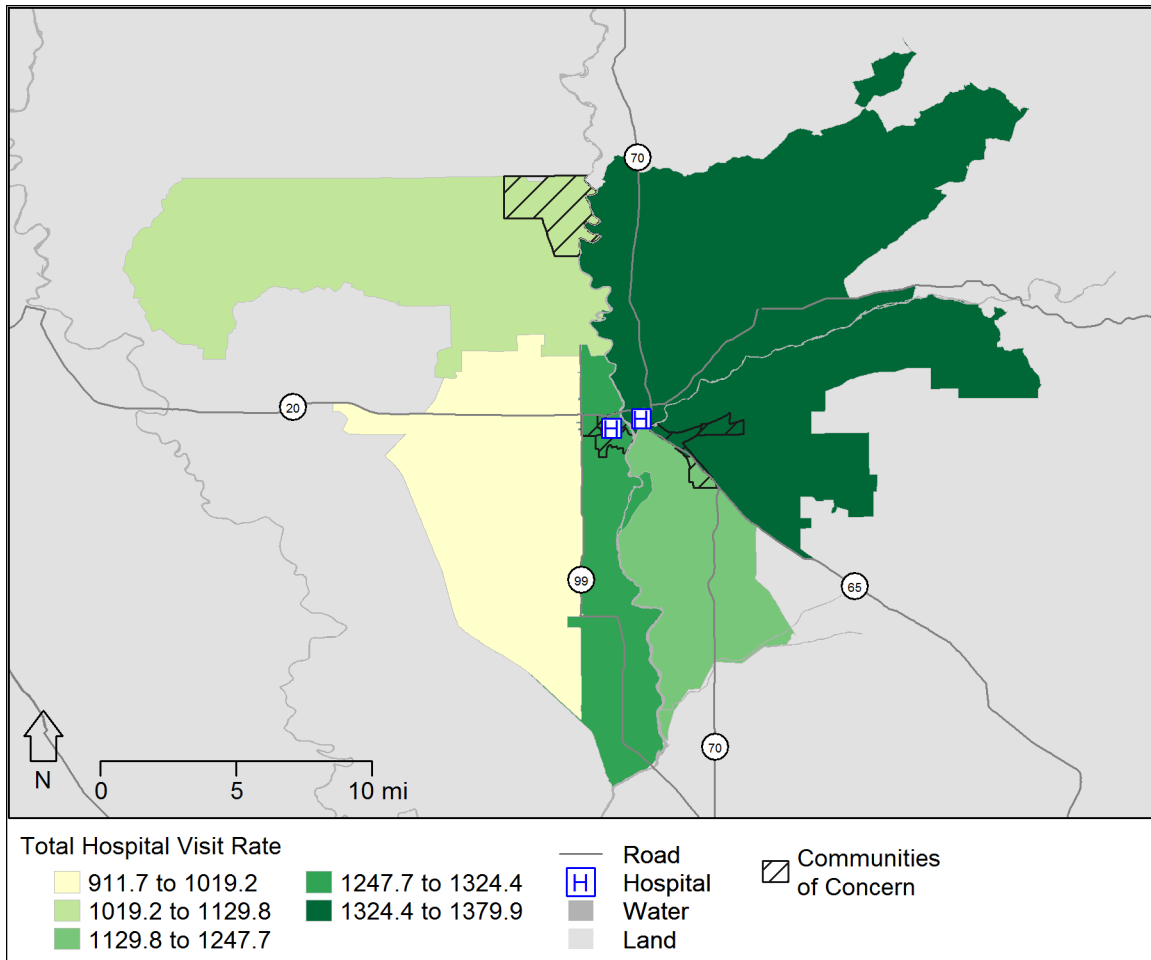 70
20
99
65
70
N
0 5 10 mi
Total Hospital Visit Rate
911.7 to 1019.2
1019.2 to 1129.8
1129.8 to 1247.7
1247.7 to 1324.4
1324.4 to 1379.9
Road
H Hospital
Water
Land
Communities
of Concern
H
H